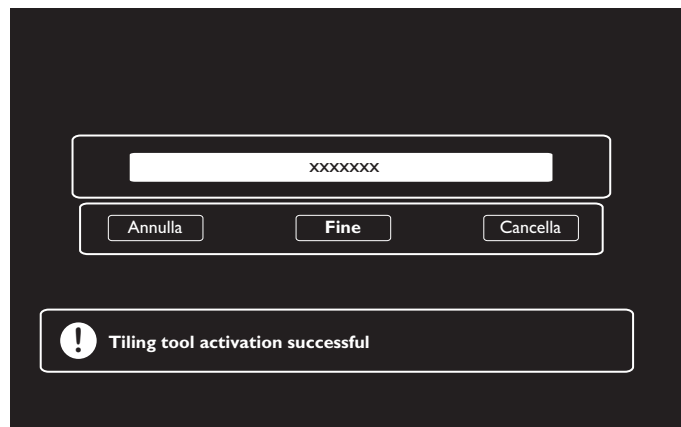 xxxxxxx
Annulla Fine Cancella
! Tiling tool activation successful